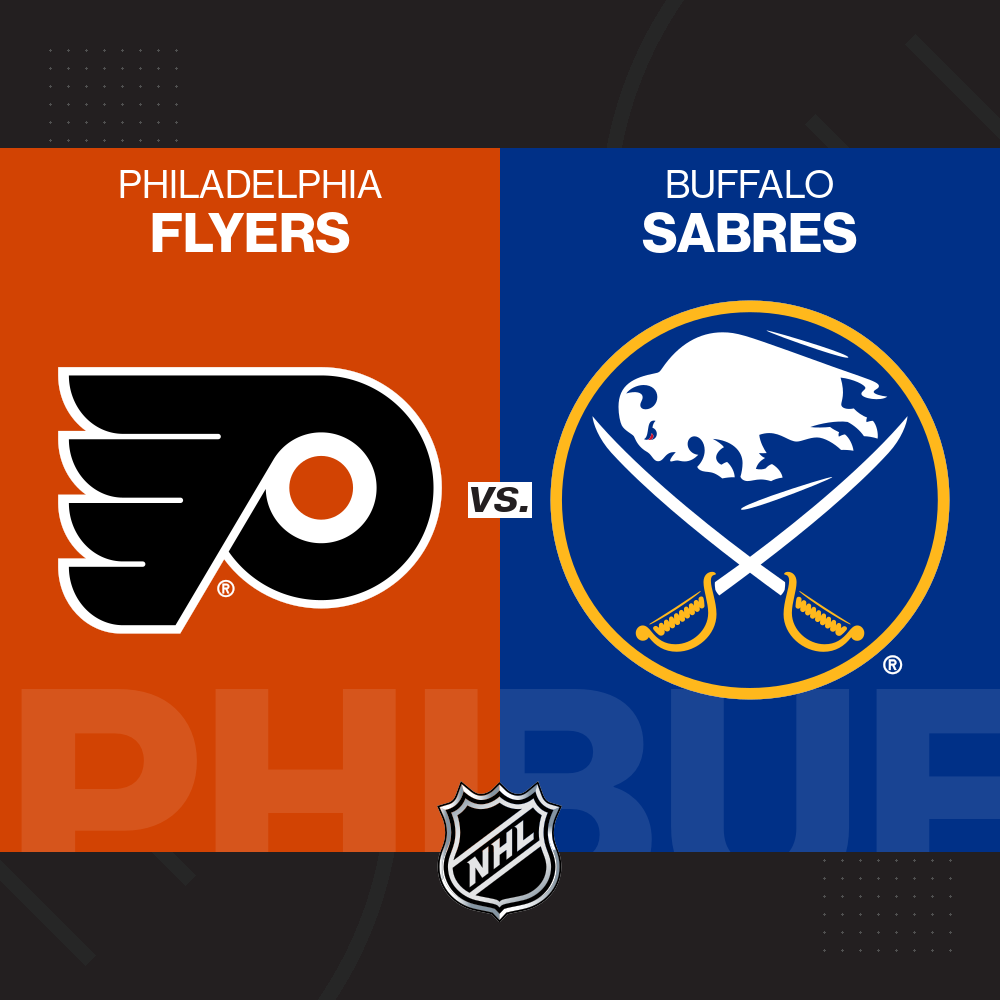 PHILADELPHIA
FLYERS
BUFFALO
SABRES
VS.
®
®
PHI
BUF
NHL